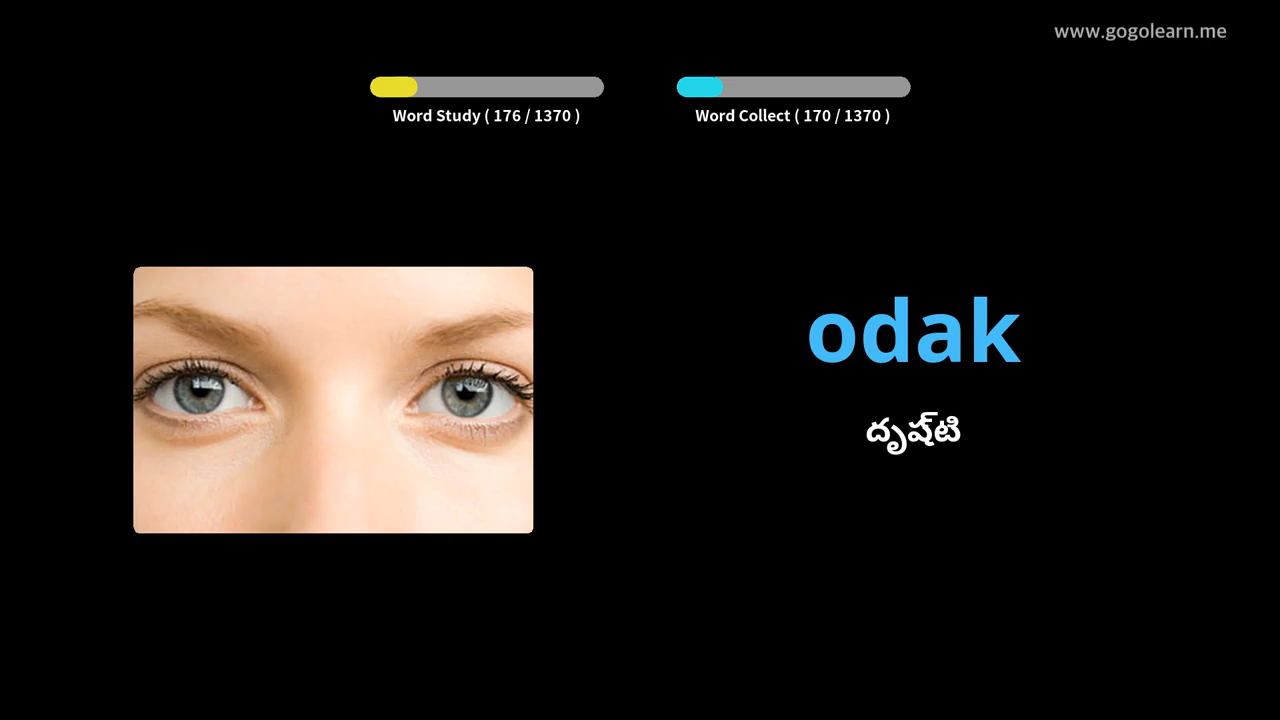 www.gogolearn.me
Word Study ( 176 / 1370 )
Word Collect ( 170 / 1370 )
odak
దృష్‌టి